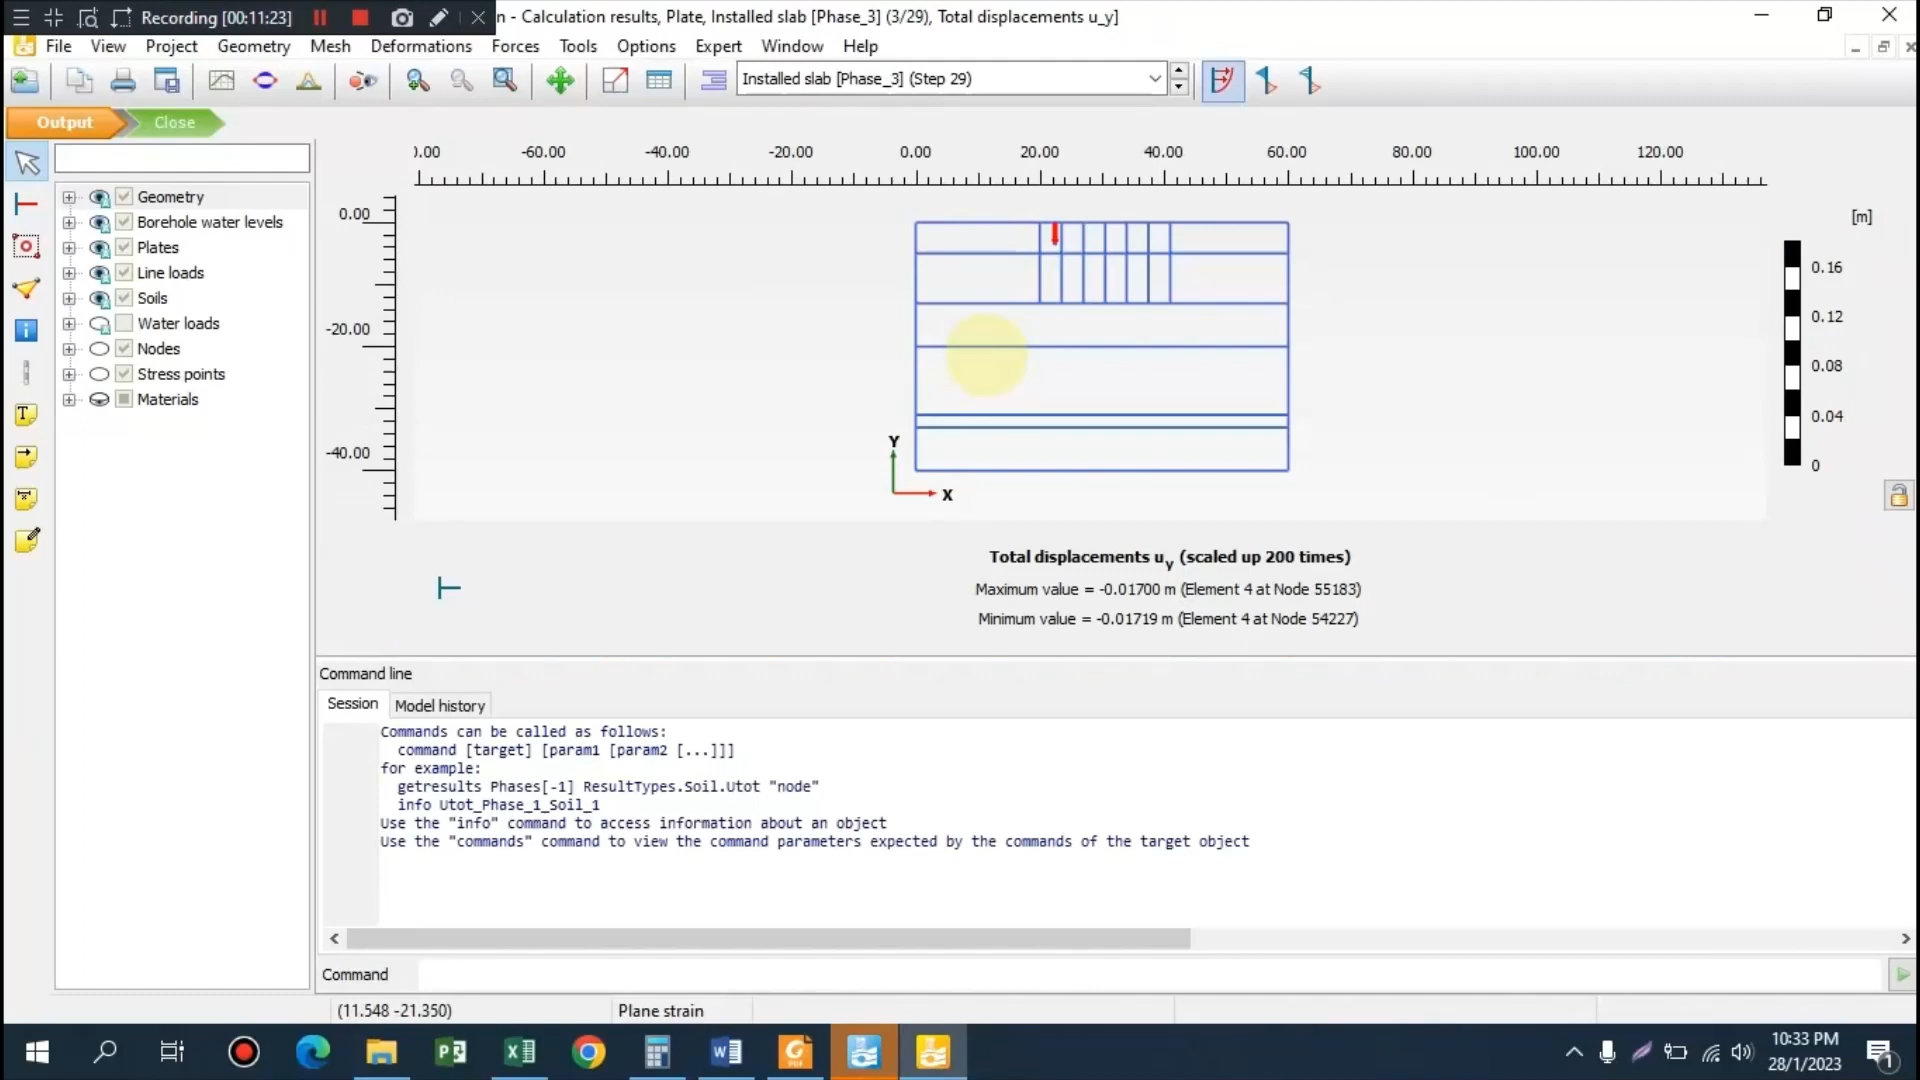 Recording [00:11:23]
n - Calculation results, Plate, Installed slab [Phase_3] (3/29), Total displacements u_y]
File View Project Geometry Mesh Deformations Forces Tools Options Expert Window Help
Installed slab [Phase_3] (Step 29)
Output Close
Geometry
Borehole water levels
Plates
Line loads
Soils
Water loads
Nodes
Stress points
Materials
).00 -60.00 -40.00 -20.00 0.00 20.00 40.00 60.00 80.00 100.00 120.00
0.00
-20.00
-40.00
Y
X
[m]
0.16
0.12
0.08
0.04
0
Total displacements uy (scaled up 200 times)
Maximum value = -0.01700 m (Element 4 at Node 55183)
Minimum value = -0.01719 m (Element 4 at Node 54227)
Command line
Session Model history
Commands can be called as follows:
command [target] [param1 [param2 [...]]]
for example:
getresults Phases[-1] ResultTypes.Soil.Utot "node"
info Utot_Phase_1_Soil_1
Use the "info" command to access information about an object
Use the "commands" command to view the command parameters expected by the commands of the target object
Command
(11.548 -21.350) Plane strain
10:33 PM
28/1/2023
1